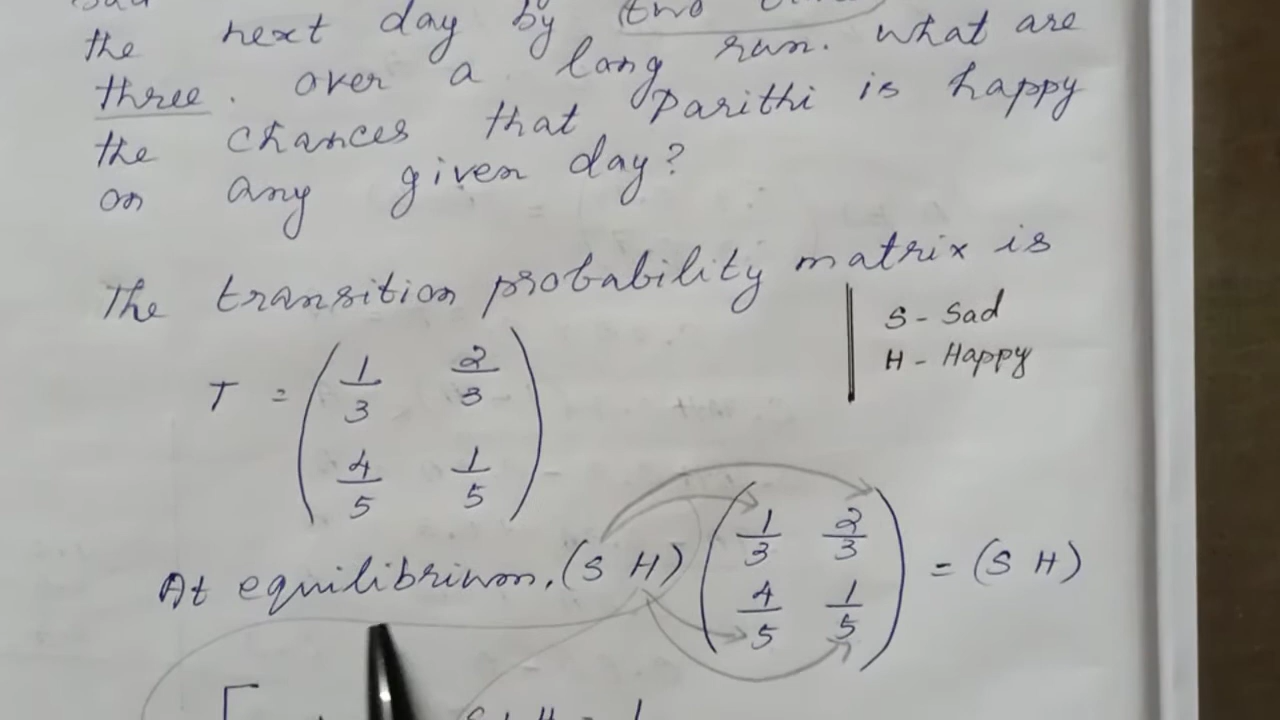 the next day by two
three. over a long run. what are
the chances that Parithi is happy
on any given day?
The transition probability matrix is
S - Sad
H - Happy
T = ( 1/3 2/3
4/5 1/5 )
At equilibrium, (S H) ( 1/3 2/3
4/5 1/5 ) = (S H)